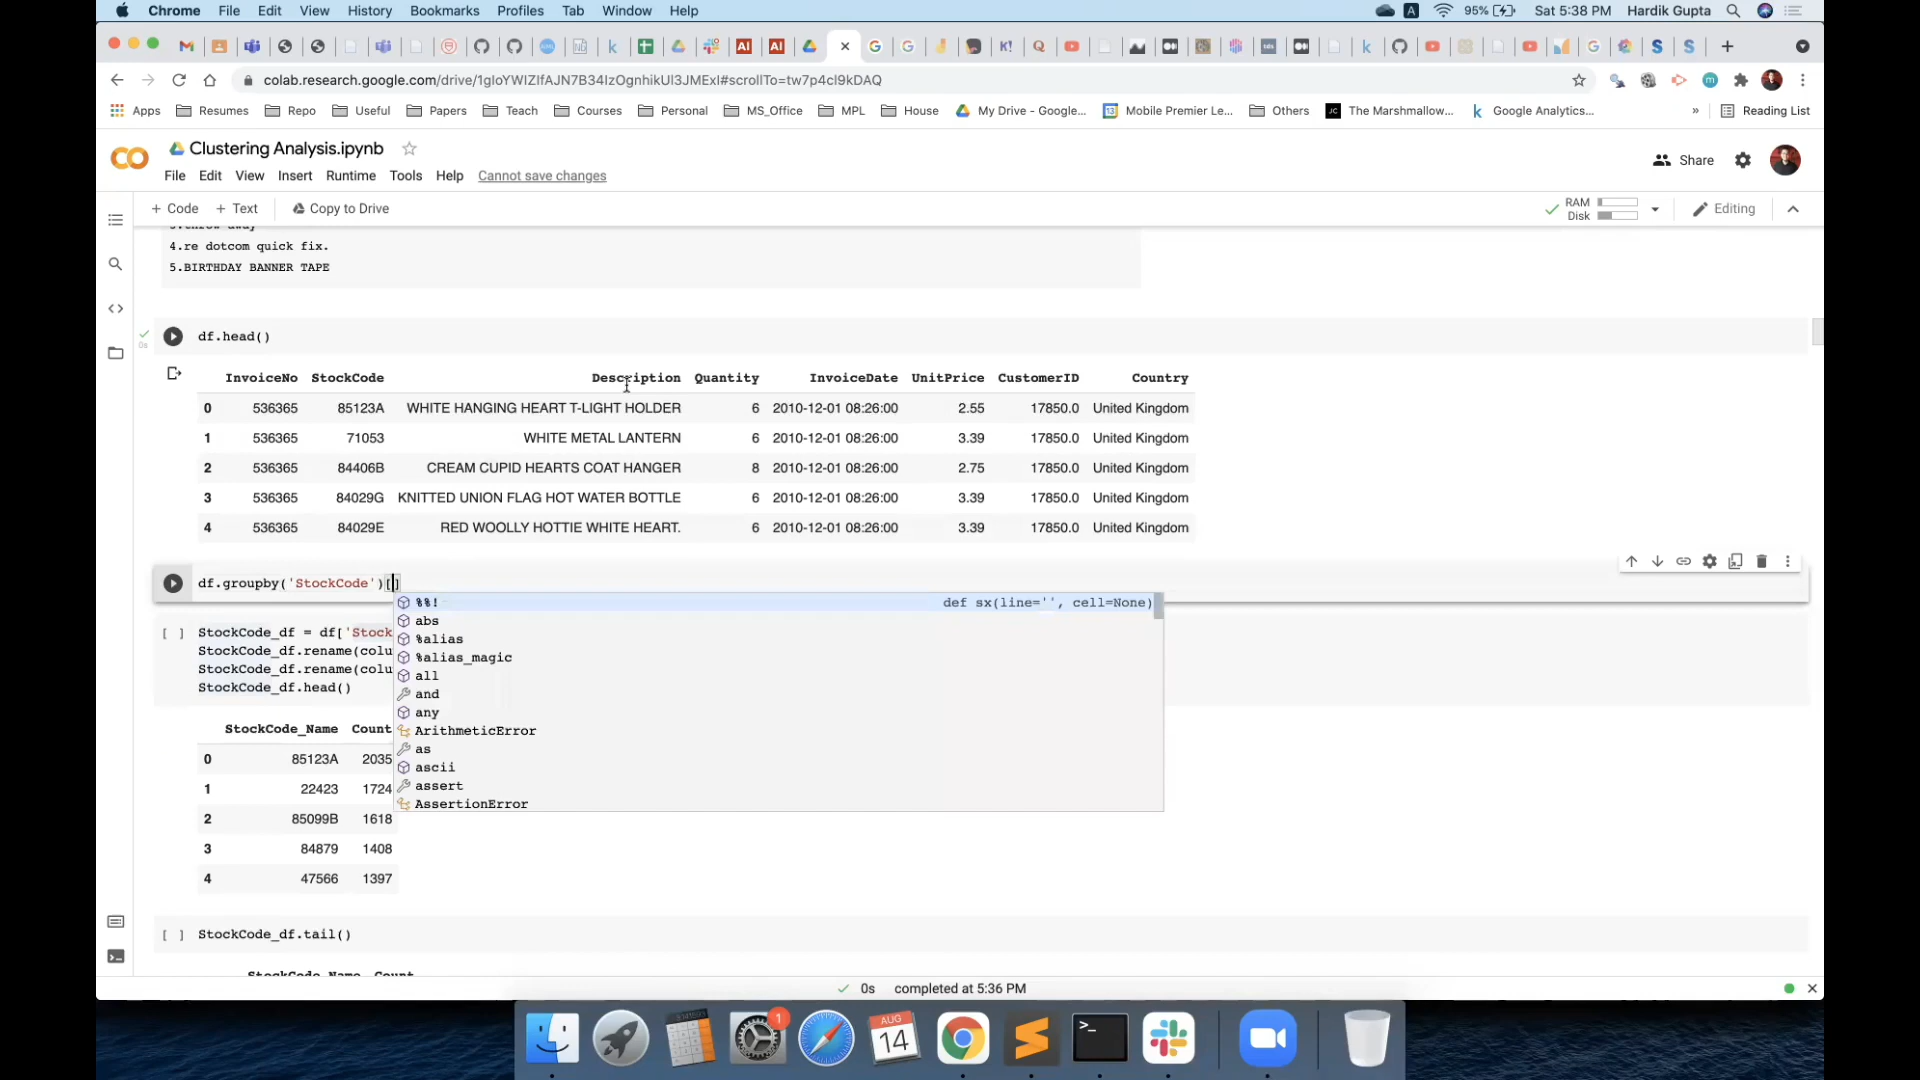 Chrome File Edit View History Bookmarks Profiles Tab Window Help
A 95% Sat 5:38 PM Hardik Gupta
colab.research.google.com/drive/1gIoYWIZIfAJN7B34IzOgnhikUI3JMExI#scrollTo=tw7p4cI9kDAQ
Apps Resumes Repo Useful Papers Teach Courses Personal MS_Office MPL House My Drive - Google... Mobile Premier Le... Others The Marshmallow... Google Analytics... » Reading List
Clustering Analysis.ipynb
Share
File Edit View Insert Runtime Tools Help Cannot save changes
+ Code + Text Copy to Drive
RAM
Disk
Editing
4.re dotcom quick fix.
5.BIRTHDAY BANNER TAPE
df.head()
0s
InvoiceNo StockCode Description Quantity InvoiceDate UnitPrice CustomerID Country
0 536365 85123A WHITE HANGING HEART T-LIGHT HOLDER 6 2010-12-01 08:26:00 2.55 17850.0 United Kingdom
1 536365 71053 WHITE METAL LANTERN 6 2010-12-01 08:26:00 3.39 17850.0 United Kingdom
2 536365 84406B CREAM CUPID HEARTS COAT HANGER 8 2010-12-01 08:26:00 2.75 17850.0 United Kingdom
3 536365 84029G KNITTED UNION FLAG HOT WATER BOTTLE 6 2010-12-01 08:26:00 3.39 17850.0 United Kingdom
4 536365 84029E RED WOOLLY HOTTIE WHITE HEART. 6 2010-12-01 08:26:00 3.39 17850.0 United Kingdom
df.groupby('StockCode')[]
%%! def sx(line='', cell=None)
abs
%alias
%alias_magic
all
and
any
ArithmeticError
as
ascii
assert
AssertionError
[ ] StockCode_df = df['Stock
StockCode_df.rename(colu
StockCode_df.rename(colu
StockCode_df.head()
StockCode_Name Count
0 85123A 2035
1 22423 1724
2 85099B 1618
3 84879 1408
4 47566 1397
[ ] StockCode_df.tail()
StockCode_Name Count
0s completed at 5:36 PM
1
AUG
14
>_